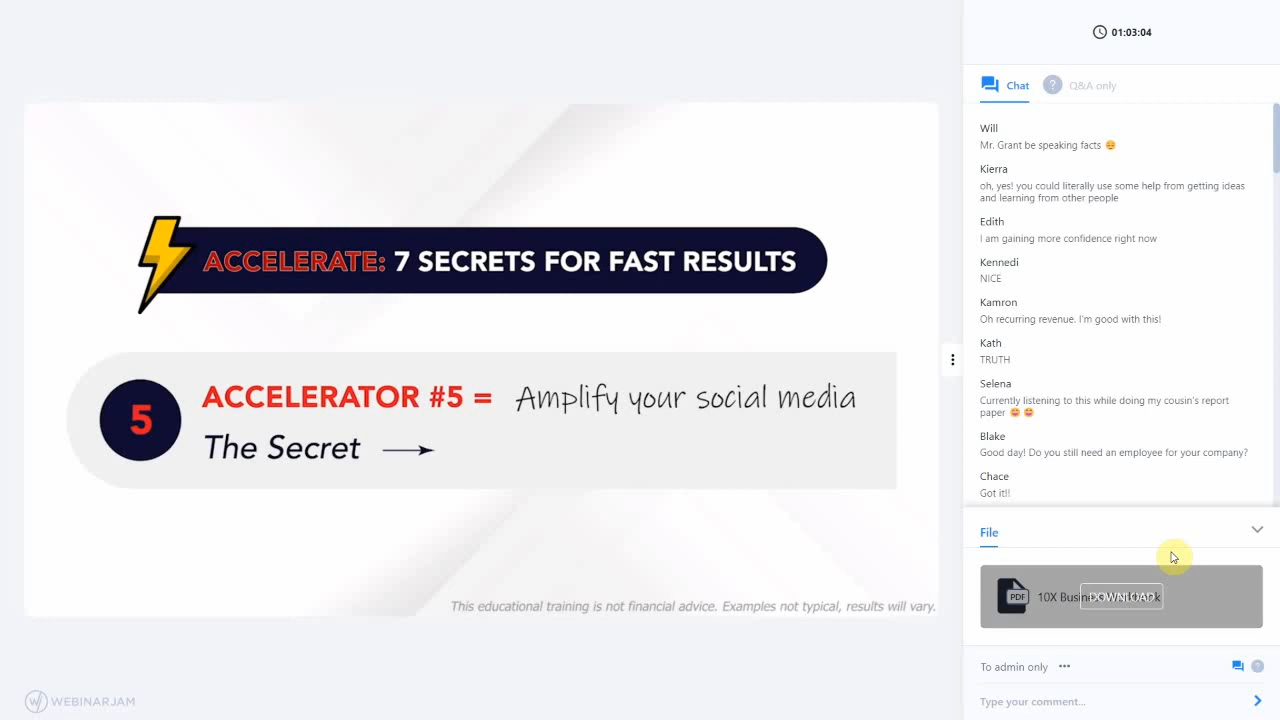 01:03:04
Chat
? Q&A only
Will
Mr. Grant be speaking facts 😊
Kierra
oh, yes! you could literally use some help from getting ideas
and learning from other people
Edith
I am gaining more confidence right now
Kennedi
NICE
Kamron
Oh recurring revenue. I'm good with this!
Kath
TRUTH
Selena
Currently listening to this while doing my cousin's report
paper 🤩 🤩
Blake
Good day! Do you still need an employee for your company?
Chace
Got it!!
ACCELERATE: 7 SECRETS FOR FAST RESULTS
5
ACCELERATOR #5 = Amplify your social media
The Secret →
This educational training is not financial advice. Examples not typical, results will vary.
File
PDF
10X
DOWNLOAD
To admin only •••
?
Type your comment...
WEBINARJAM